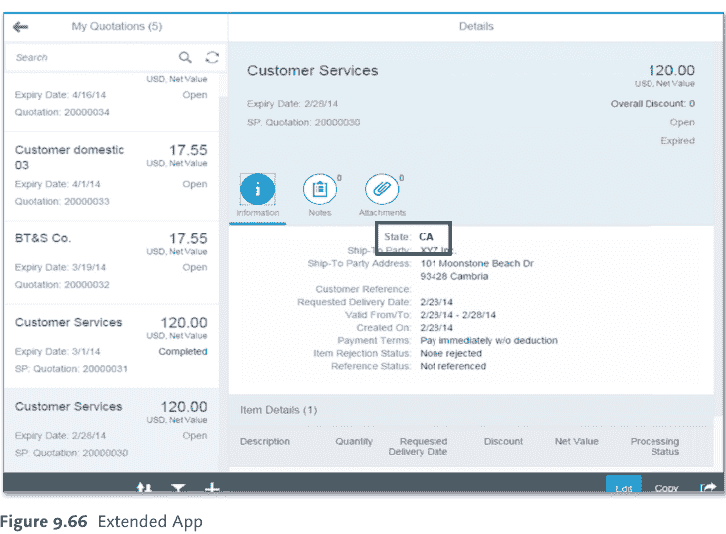 My Quotations (5)
Search
USD, Net Value
Expiry Date: 4/16/14 Open
Quotation: 20000034
Customer domestic 17.55
03 USD, Net Value
Expiry Date: 4/1/14 Open
Quotation: 20000033
BT&S Co. 17.55
USD, Net Value
Expiry Date: 3/19/14 Open
Quotation: 20000032
Customer Services 120.00
USD, Net Value
Expiry Date: 3/1/14 Completed
SP: Quotation: 20000031
Customer Services 120.00
USD, Net Value
Expiry Date: 2/28/14 Open
SP: Quotation: 20000030
Details
Customer Services 120.00
USD, Net Value
Expiry Date: 2/28/14 Overall Discount: 0
SP: Quotation: 20000030 Open
Expired
0 0
Information Notes Attachments
State: CA
Ship-To Party: XYZ Inc.
Ship-To Party Address: 101 Moonstone Beach Dr
93428 Cambria
Customer Reference:
Requested Delivery Date: 2/28/14
Valid From/To: 2/28/14 - 2/28/14
Created On: 2/28/14
Payment Terms: Pay immediately w/o deduction
Item Rejection Status: None rejected
Reference Status: Not referenced
Item Details (1)
Description Quantity Requested Discount Net Value Processing
Delivery Date Status
Edit Copy
Figure 9.66 Extended App